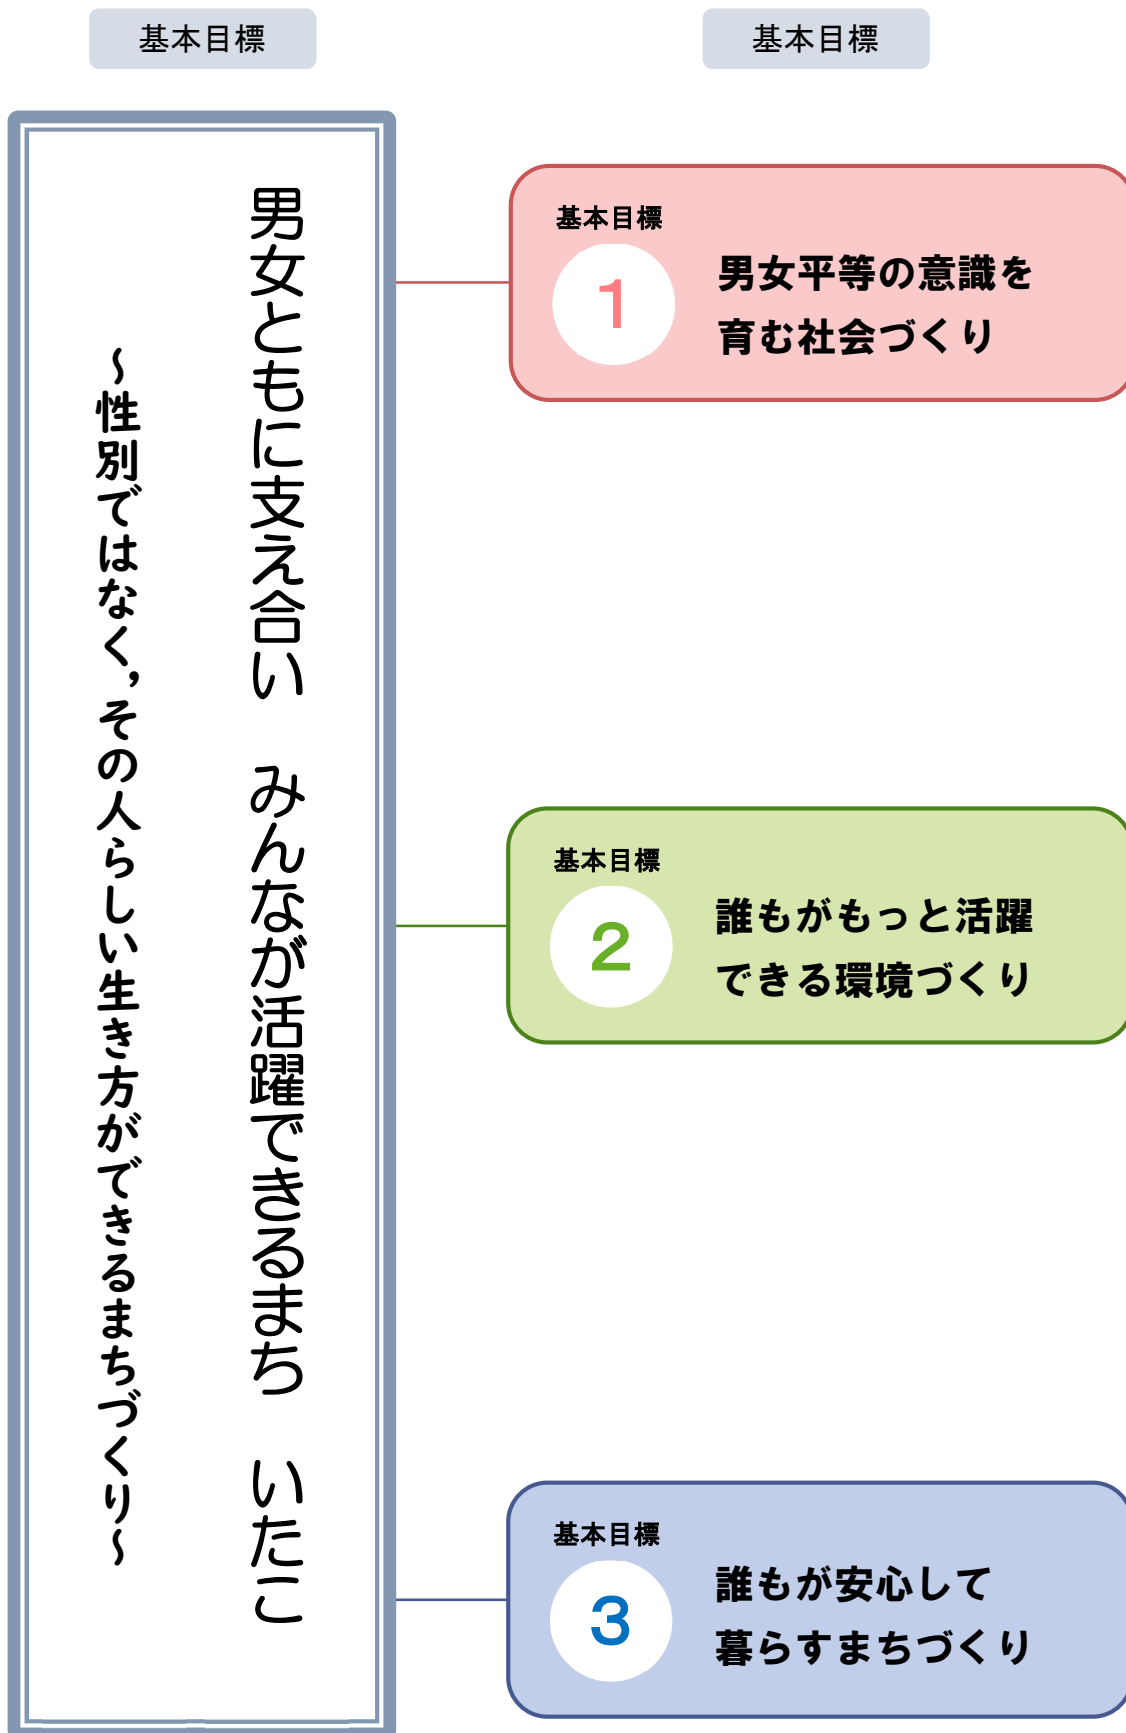 基本目標
基本目標
男女ともに支え合い　みんなが活躍できるまち　いたこ
～性別ではなく，その人らしい生き方ができるまちづくり～
基本目標
1
男女平等の意識を
育む社会づくり
基本目標
2
誰もがもっと活躍
できる環境づくり
基本目標
3
誰もが安心して
暮らすまちづくり